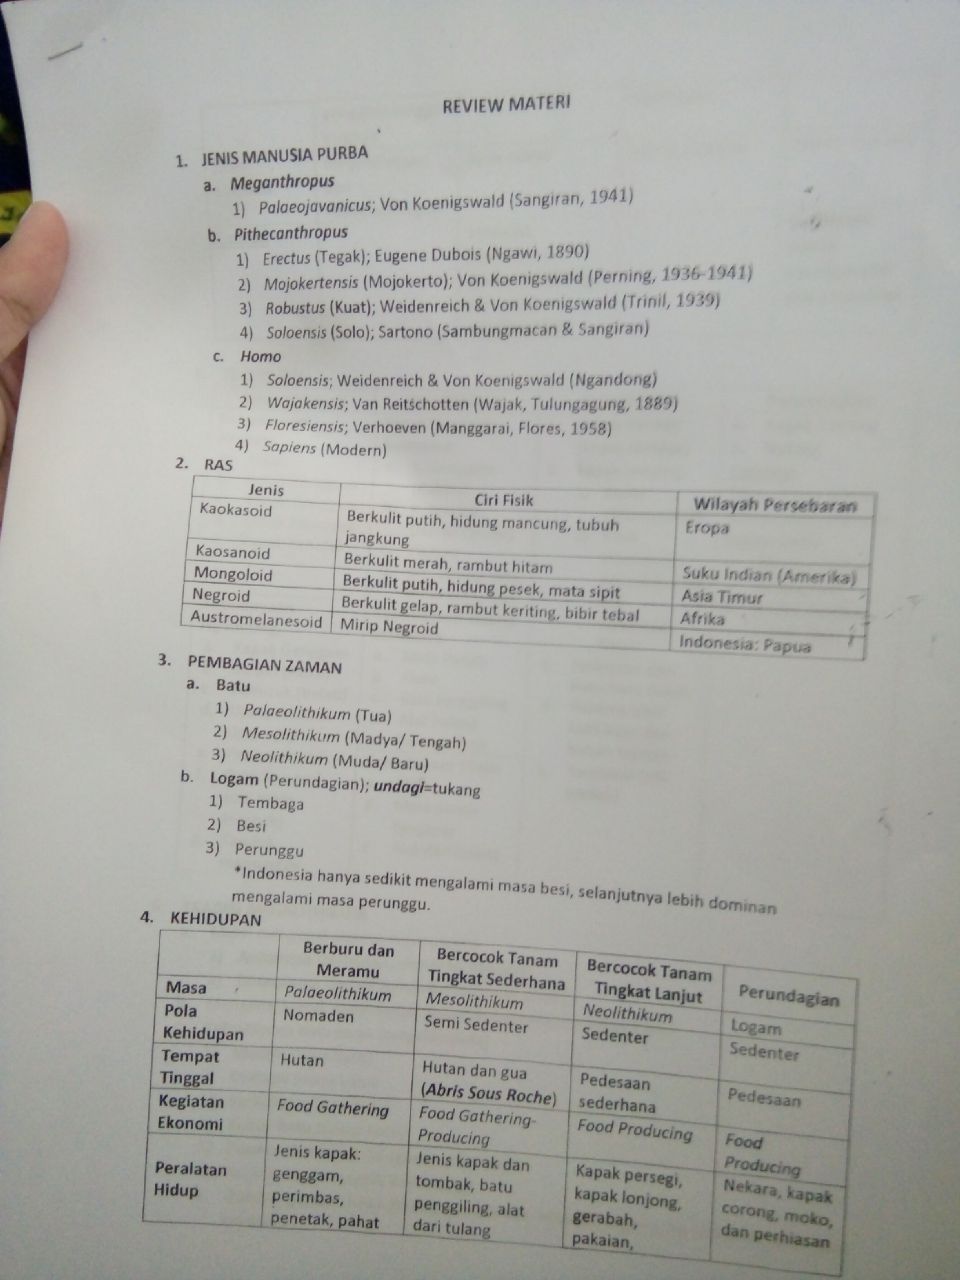 REVIEW MATERI
1. JENIS MANUSIA PURBA
a. Meganthropus
1) Palaeojavanicus; Von Koenigswald (Sangiran, 1941)
b. Pithecanthropus
1) Erectus (Tegak); Eugene Dubois (Ngawi, 1890)
2) Mojokertensis (Mojokerto); Von Koenigswald (Perning, 1936-1941)
3) Robustus (Kuat); Weidenreich & Von Koenigswald (Trinil, 1939)
4) Soloensis (Solo); Sartono (Sambungmacan & Sangiran)
c. Homo
1) Soloensis; Weidenreich & Von Koenigswald (Ngandong)
2) Wajakensis; Van Reitschotten (Wajak, Tulungagung, 1889)
3) Floresiensis; Verhoeven (Manggarai, Flores, 1958)
4) Sapiens (Modern)
2. RAS
Jenis Ciri Fisik Wilayah Persebaran
Kaokasoid Berkulit putih, hidung mancung, tubuh Eropa
jangkung
Kaosanoid Berkulit merah, rambut hitam Suku Indian (Amerika)
Mongoloid Berkulit putih, hidung pesek, mata sipit Asia Timur
Negroid Berkulit gelap, rambut keriting, bibir tebal Afrika
Austromelanesoid Mirip Negroid Indonesia: Papua
3. PEMBAGIAN ZAMAN
a. Batu
1) Palaeolithikum (Tua)
2) Mesolithikum (Madya/ Tengah)
3) Neolithikum (Muda/ Baru)
b. Logam (Perundagian); undagi=tukang
1) Tembaga
2) Besi
3) Perunggu
*Indonesia hanya sedikit mengalami masa besi, selanjutnya lebih dominan
mengalami masa perunggu.
4. KEHIDUPAN
Berburu dan Bercocok Tanam Bercocok Tanam Perundagian
Meramu Tingkat Sederhana Tingkat Lanjut
Masa Palaeolithikum Mesolithikum Neolithikum Logam
Pola Nomaden Semi Sedenter Sedenter Sedenter
Kehidupan
Tempat Hutan Hutan dan gua Pedesaan Pedesaan
Tinggal (Abris Sous Roche) sederhana
Kegiatan Food Gathering Food Gathering- Food Producing Food
Ekonomi Producing Producing
Peralatan Jenis kapak: Jenis kapak dan Kapak persegi, Nekara, kapak
Hidup genggam, tombak, batu kapak lonjong, corong, moko,
perimbas, penggiling, alat gerabah, dan perhiasan
penetak, pahat dari tulang pakaian,